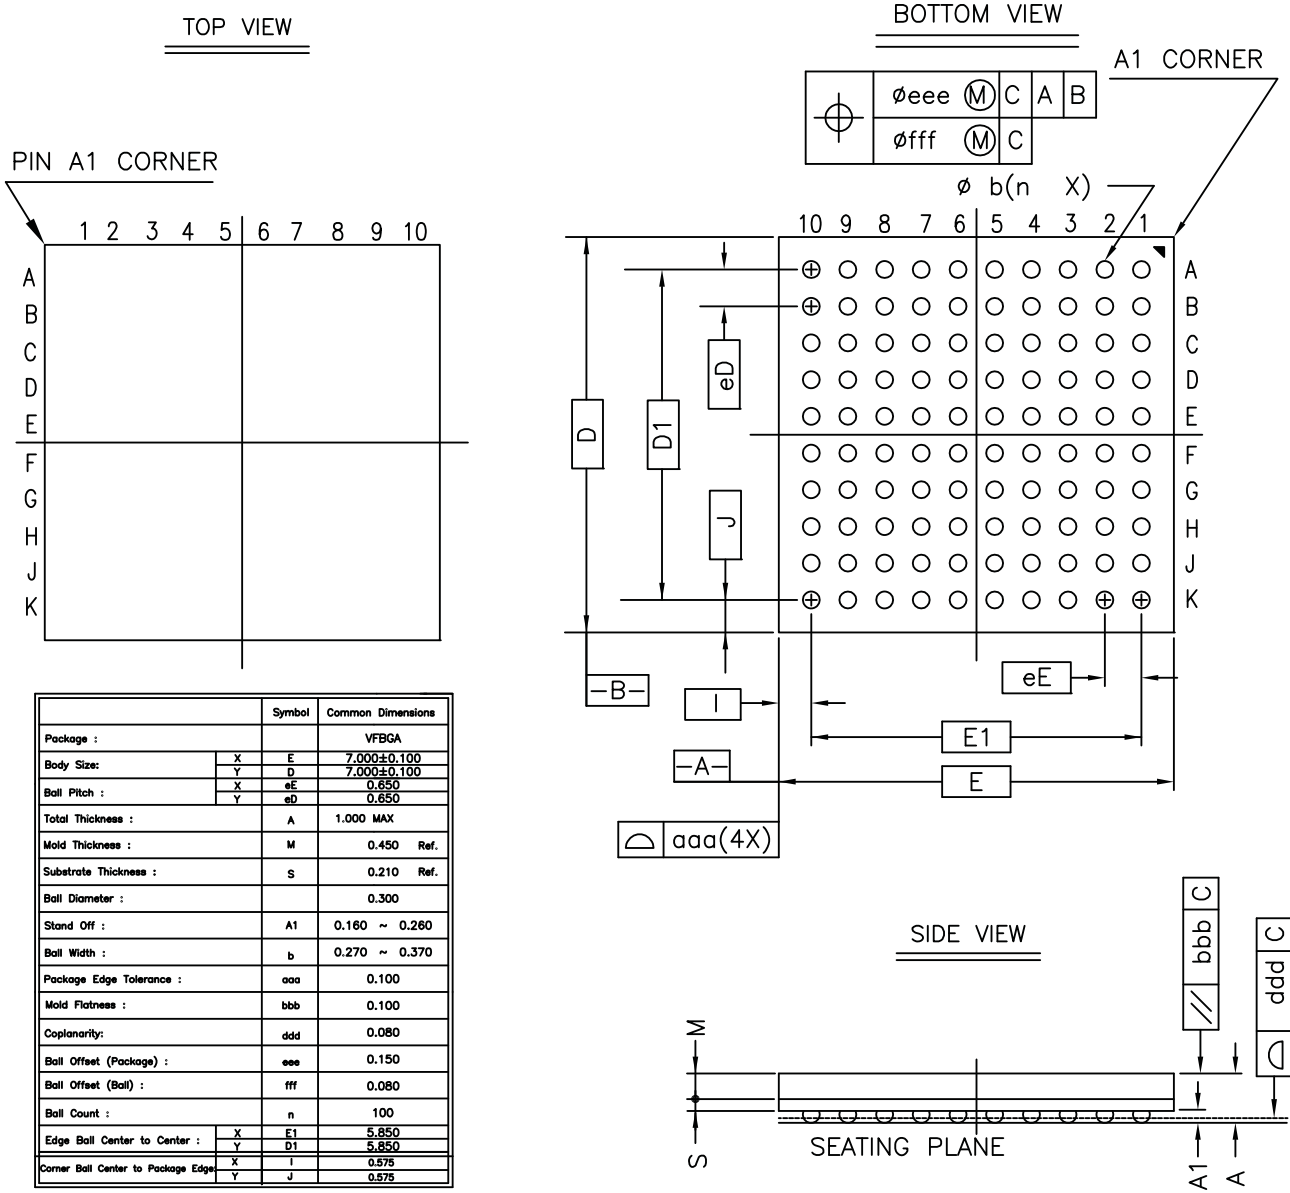 TOP VIEW
PIN A1 CORNER
1 2 3 4 5 6 7 8 9 10
A
B
C
D
E
F
G
H
J
K
BOTTOM VIEW
A1 CORNER
øeee Ⓜ C A B
øfff Ⓜ C
ø b(n X)
10 9 8 7 6 5 4 3 2 1
A
B
C
D
E
F
G
H
J
K
eD
D
D1
J
eE
-B-
I
E1
-A-
E
aaa(4X)
Symbol Common Dimensions
Package : VFBGA
Body Size: X E 7.000±0.100
Y D 7.000±0.100
Ball Pitch : X eE 0.650
Y eD 0.650
Total Thickness : A 1.000 MAX
Mold Thickness : M 0.450 Ref.
Substrate Thickness : S 0.210 Ref.
Ball Diameter : 0.300
Stand Off : A1 0.160 ~ 0.260
Ball Width : b 0.270 ~ 0.370
Package Edge Tolerance : aaa 0.100
Mold Flatness : bbb 0.100
Coplanarity: ddd 0.080
Ball Offset (Package) : eee 0.150
Ball Offset (Ball) : fff 0.080
Ball Count : n 100
Edge Ball Center to Center : X E1 5.850
Y D1 5.850
Corner Ball Center to Package Edge: X I 0.575
Y J 0.575
SIDE VIEW
// bbb C
ddd C
M
S
SEATING PLANE
A1
A